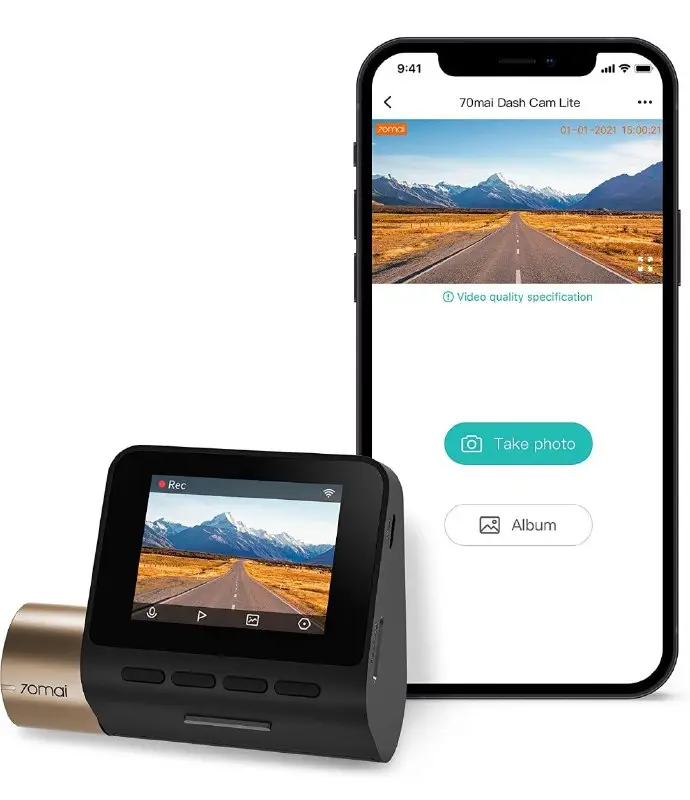 9:41
70mai Dash Cam Lite
70mai
01-01-2021 15:00:21
Video quality specification
Take photo
Album
Rec
70mai